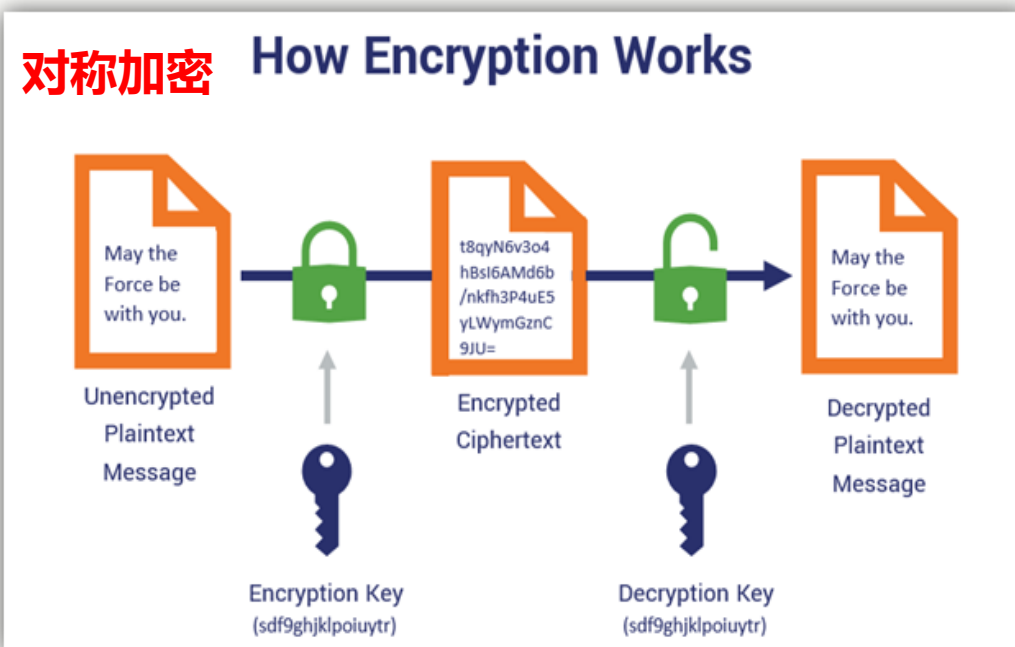 对称加密
How Encryption Works
May the
Force be
with you.
t8qyN6v3o4
hBsI6AMd6b
/nkfh3P4uE5
yLWymGznC
9JU=
May the
Force be
with you.
Unencrypted
Plaintext
Message
Encrypted
Ciphertext
Decrypted
Plaintext
Message
Encryption Key
(sdf9ghjklpoiuytr)
Decryption Key
(sdf9ghjklpoiuytr)